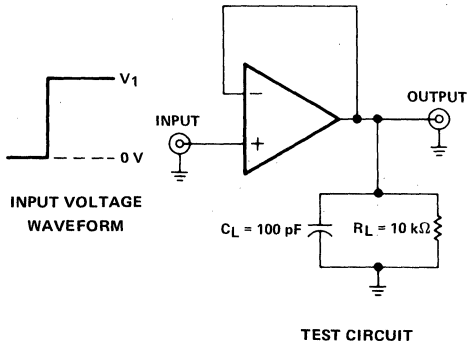 V1
0 V
INPUT VOLTAGE
WAVEFORM
INPUT
−
+
OUTPUT
CL = 100 pF
RL = 10 kΩ
TEST CIRCUIT